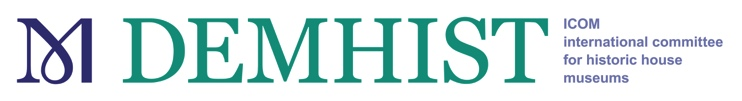 M DEMHIST
ICOM
international committee
for historic house
museums